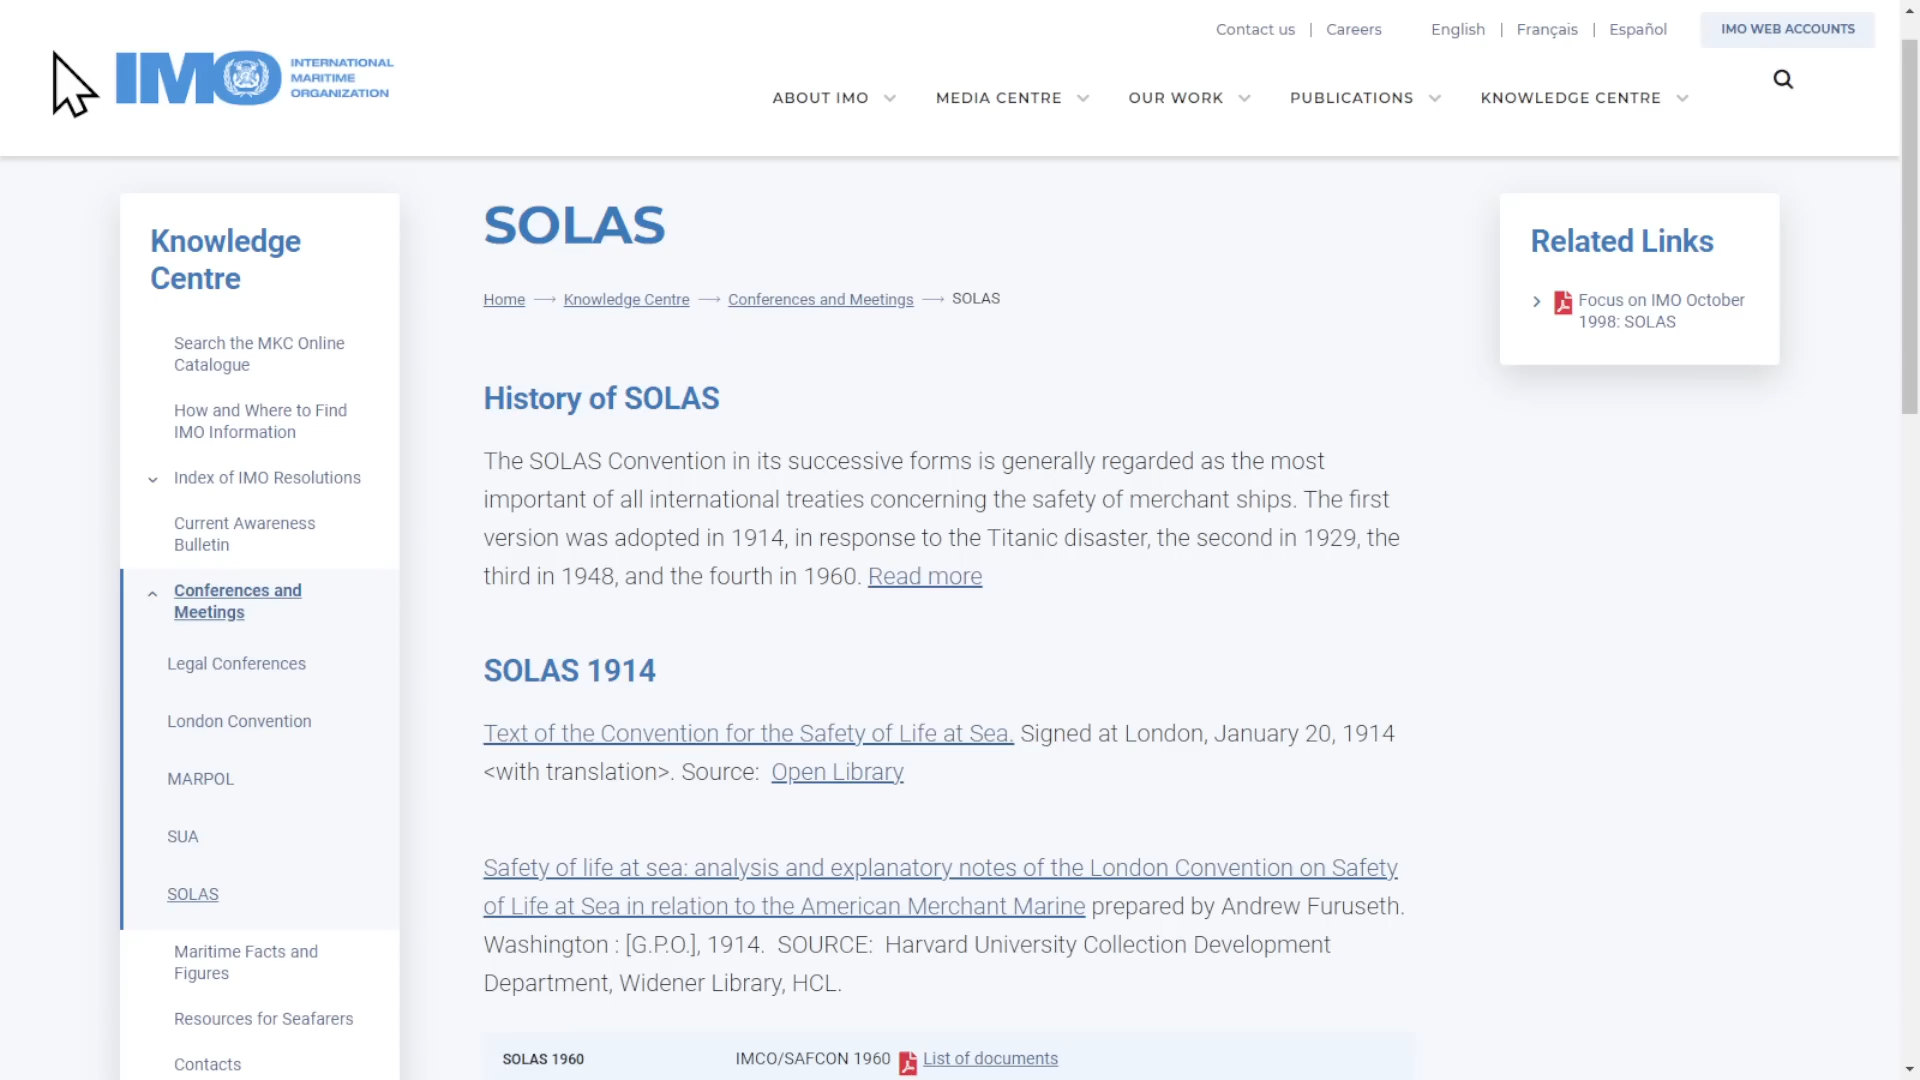 Contact us | Careers English | Français | Español IMO WEB ACCOUNTS
IMO INTERNATIONAL
MARITIME
ORGANIZATION
ABOUT IMO MEDIA CENTRE OUR WORK PUBLICATIONS KNOWLEDGE CENTRE
Knowledge
Centre
Search the MKC Online
Catalogue
How and Where to Find
IMO Information
Index of IMO Resolutions
Current Awareness
Bulletin
Conferences and
Meetings
Legal Conferences
London Convention
MARPOL
SUA
SOLAS
Maritime Facts and
Figures
Resources for Seafarers
Contacts
SOLAS
Home → Knowledge Centre → Conferences and Meetings → SOLAS
History of SOLAS
The SOLAS Convention in its successive forms is generally regarded as the most
important of all international treaties concerning the safety of merchant ships. The first
version was adopted in 1914, in response to the Titanic disaster, the second in 1929, the
third in 1948, and the fourth in 1960. Read more
SOLAS 1914
Text of the Convention for the Safety of Life at Sea. Signed at London, January 20, 1914
<with translation>. Source: Open Library
Safety of life at sea: analysis and explanatory notes of the London Convention on Safety
of Life at Sea in relation to the American Merchant Marine prepared by Andrew Furuseth.
Washington : [G.P.O.], 1914. SOURCE: Harvard University Collection Development
Department, Widener Library, HCL.
SOLAS 1960 IMCO/SAFCON 1960 List of documents
Related Links
Focus on IMO October
1998: SOLAS